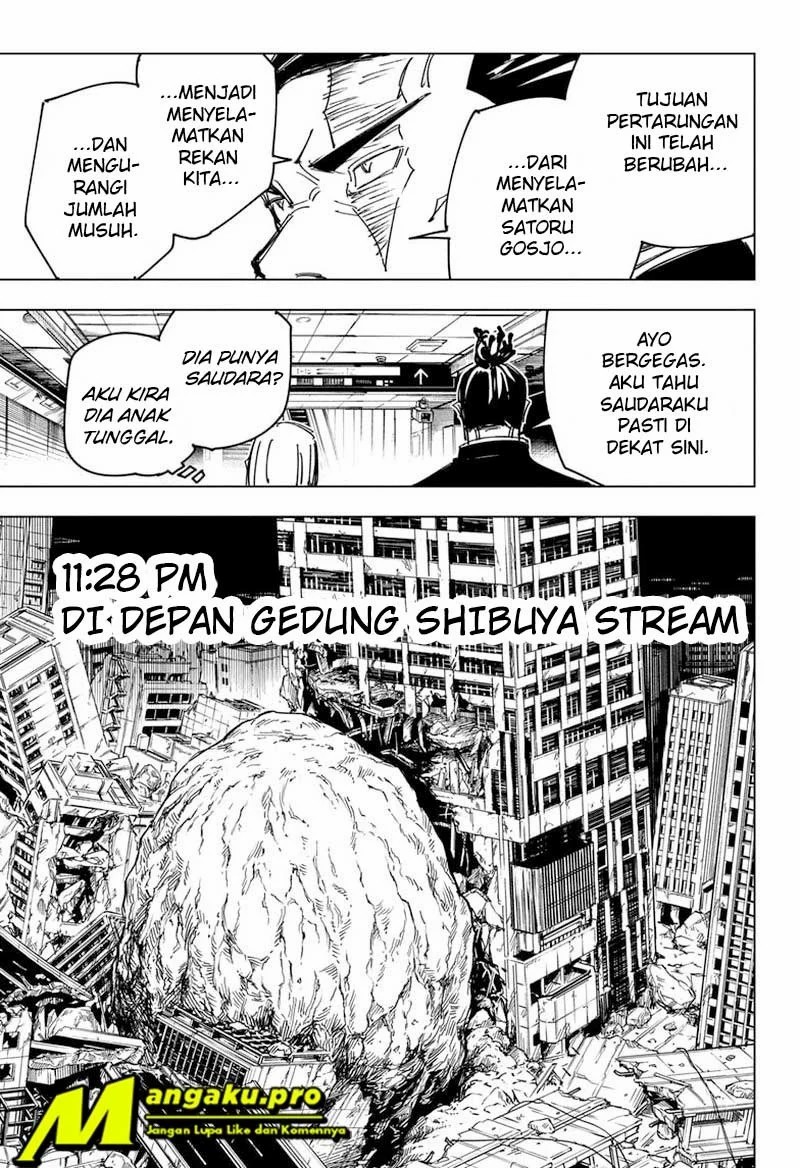 TUJUAN
PERTARUNGAN
INI TELAH
BERUBAH...
...DARI
MENYELA-
MATKAN
SATORU
GOSJO...
...MENJADI
MENYELA-
MATKAN
REKAN
KITA...
...DAN
MENGU-
RANGI
JUMLAH
MUSUH.
AYO
BERGEGAS.
AKU TAHU
SAUDARAKU
PASTI DI
DEKAT SINI.
DIA PUNYA
SAUDARA?
AKU KIRA
DIA ANAK
TUNGGAL.
11:28 PM
DI DEPAN GEDUNG SHIBUYA STREAM
Mangaku.pro
Jangan Lupa Like dan Komennya